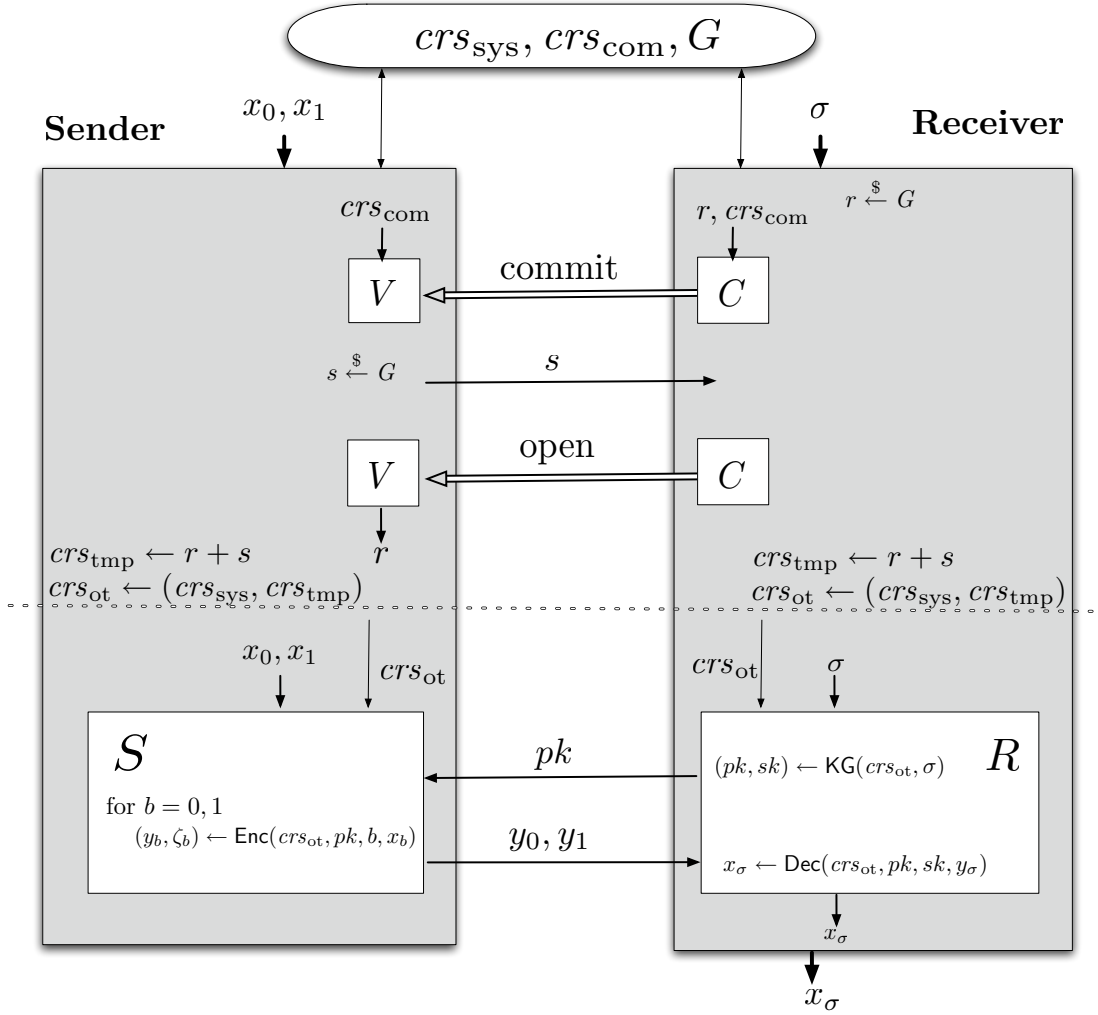 crs_sys, crs_com, G
x_0, x_1
σ
Sender
Receiver
r ←$ G
crs_com
r, crs_com
commit
V
C
s ←$ G
s
open
V
C
r
crs_tmp ← r + s
crs_ot ← (crs_sys, crs_tmp)
crs_tmp ← r + s
crs_ot ← (crs_sys, crs_tmp)
x_0, x_1
crs_ot
crs_ot
σ
S
for b = 0, 1
(y_b, ζ_b) ← Enc(crs_ot, pk, b, x_b)
pk
y_0, y_1
(pk, sk) ← KG(crs_ot, σ)
R
x_σ ← Dec(crs_ot, pk, sk, y_σ)
x_σ
x_σ